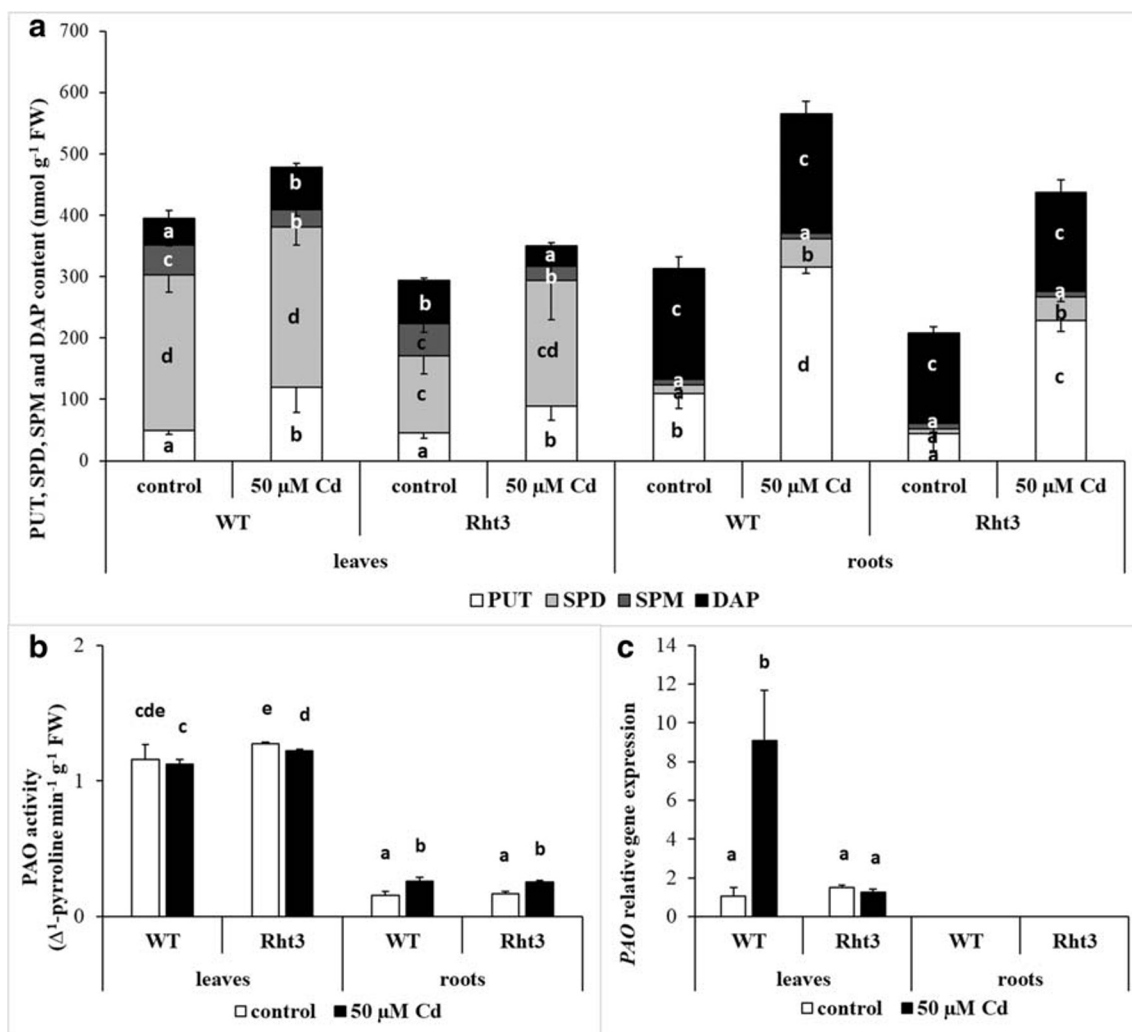 a
PUT, SPD, SPM and DAP content (nmol g-1 FW)
700
600
500
400
300
200
100
0
a
c
d
a
b
b
d
b
b
c
c
a
a
b
cd
b
c
a
a
b
c
a
b
d
c
a
a
a
c
a
b
c
control
50 µM Cd
control
50 µM Cd
control
50 µM Cd
control
50 µM Cd
WT
Rht3
WT
Rht3
leaves
roots
PUT SPD SPM DAP
b
PAO activity
(Δ1-pyrroline min-1 g-1 FW)
2
1
0
cde
c
e
d
a
b
a
b
WT
Rht3
WT
Rht3
leaves
roots
control 50 µM Cd
c
PAO relative gene expression
14
12
10
8
6
4
2
0
a
b
a
a
WT
Rht3
WT
Rht3
leaves
roots
control 50 µM Cd